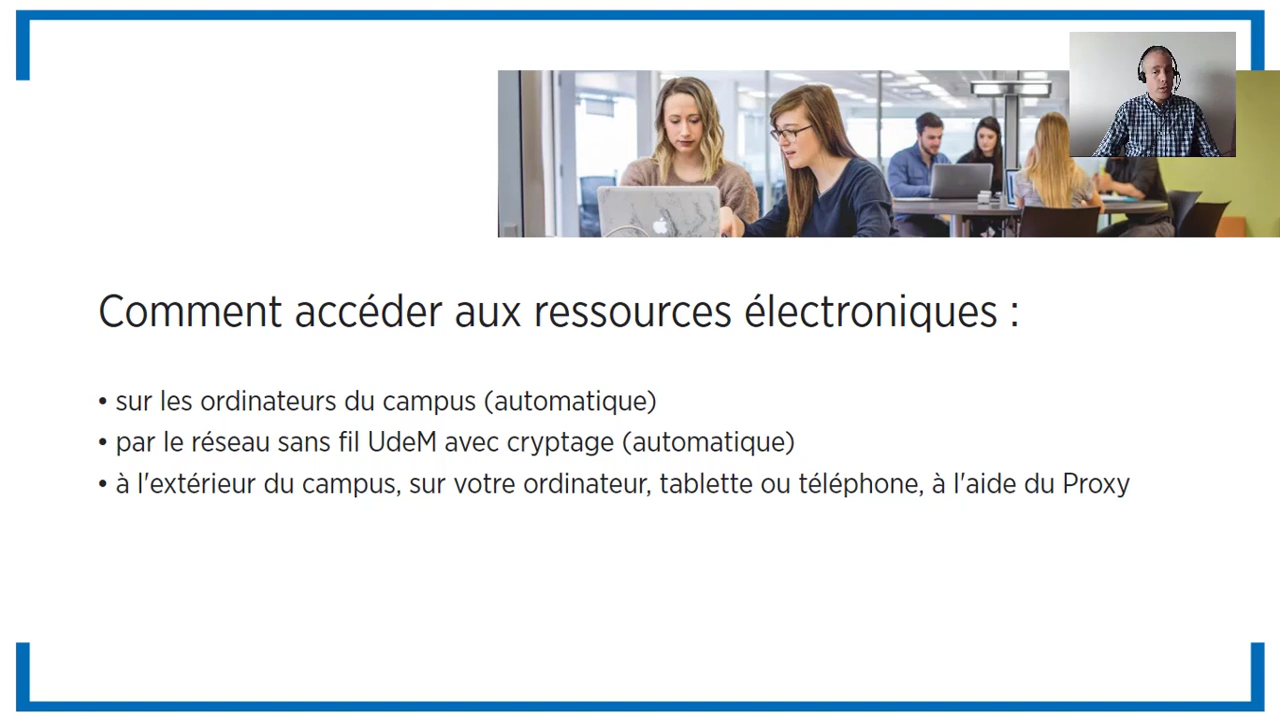 Comment accéder aux ressources électroniques :
• sur les ordinateurs du campus (automatique)
• par le réseau sans fil UdeM avec cryptage (automatique)
• à l'extérieur du campus, sur votre ordinateur, tablette ou téléphone, à l'aide du Proxy